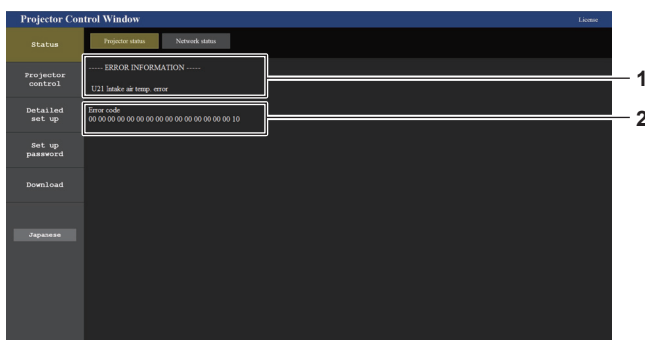 Projector Control Window
License
Status
Projector status
Network status
----- ERROR INFORMATION -----
1
U21 Intake air temp. error
Projector
control
Error code
00 00 00 00 00 00 00 00 00 00 00 00 00 00 00 10
2
Detailed
set up
Set up
password
Download
Japanese